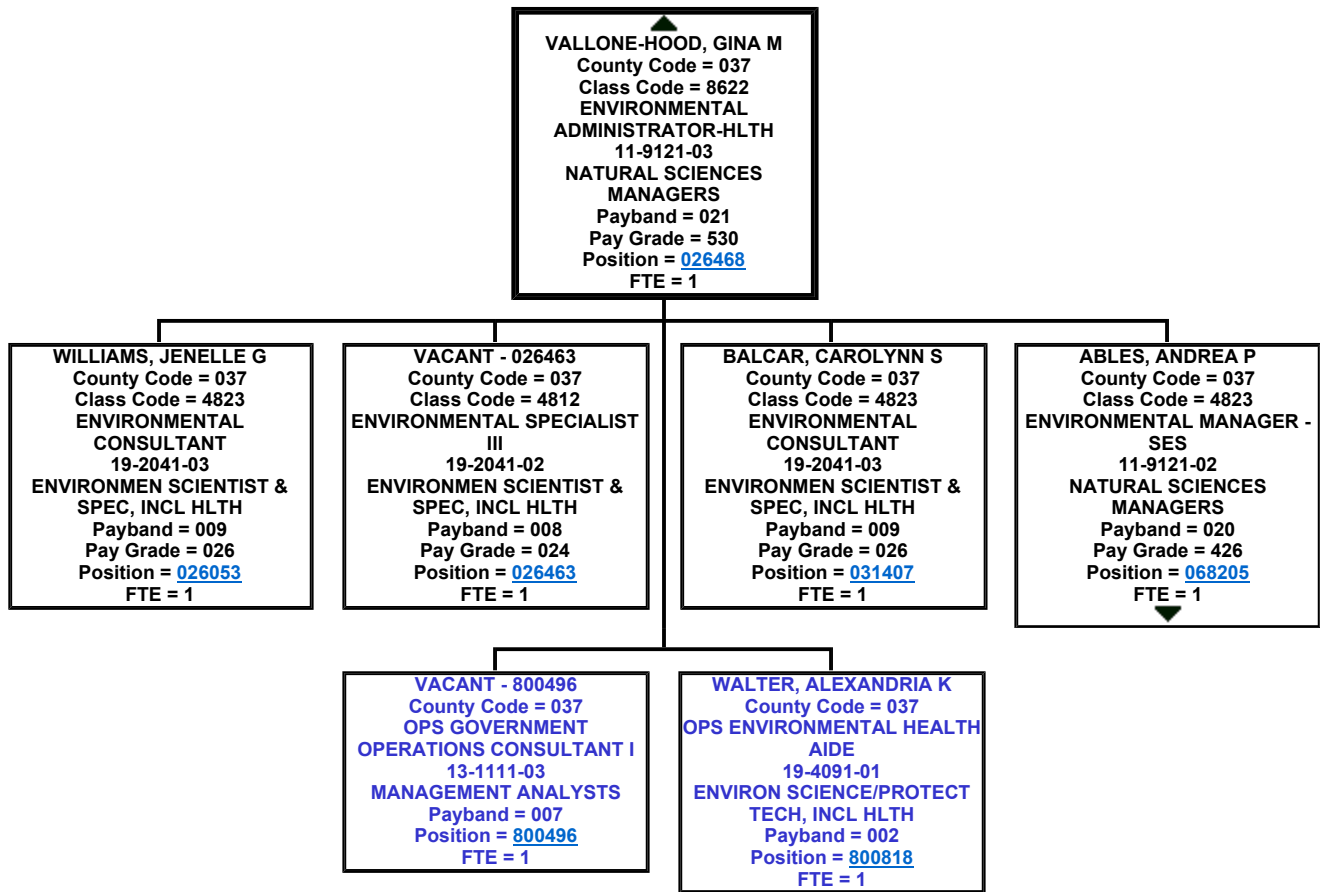 VALLONE-HOOD, GINA M
County Code = 037
Class Code = 8622
ENVIRONMENTAL
ADMINISTRATOR-HLTH
11-9121-03
NATURAL SCIENCES
MANAGERS
Payband = 021
Pay Grade = 530
Position = 026468
FTE = 1
WILLIAMS, JENELLE G
County Code = 037
Class Code = 4823
ENVIRONMENTAL
CONSULTANT
19-2041-03
ENVIRONMEN SCIENTIST &
SPEC, INCL HLTH
Payband = 009
Pay Grade = 026
Position = 026053
FTE = 1
VACANT - 026463
County Code = 037
Class Code = 4812
ENVIRONMENTAL SPECIALIST
III
19-2041-02
ENVIRONMEN SCIENTIST &
SPEC, INCL HLTH
Payband = 008
Pay Grade = 024
Position = 026463
FTE = 1
BALCAR, CAROLYNN S
County Code = 037
Class Code = 4823
ENVIRONMENTAL
CONSULTANT
19-2041-03
ENVIRONMEN SCIENTIST &
SPEC, INCL HLTH
Payband = 009
Pay Grade = 026
Position = 031407
FTE = 1
ABLES, ANDREA P
County Code = 037
Class Code = 4823
ENVIRONMENTAL MANAGER -
SES
11-9121-02
NATURAL SCIENCES
MANAGERS
Payband = 020
Pay Grade = 426
Position = 068205
FTE = 1
VACANT - 800496
County Code = 037
OPS GOVERNMENT
OPERATIONS CONSULTANT I
13-1111-03
MANAGEMENT ANALYSTS
Payband = 007
Position = 800496
FTE = 1
WALTER, ALEXANDRIA K
County Code = 037
OPS ENVIRONMENTAL HEALTH
AIDE
19-4091-01
ENVIRON SCIENCE/PROTECT
TECH, INCL HLTH
Payband = 002
Position = 800818
FTE = 1